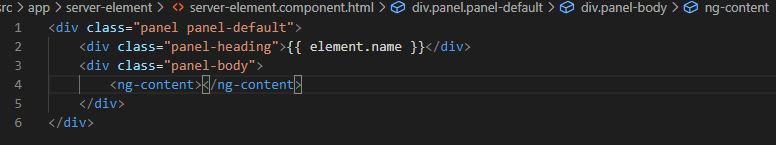 src > app > server-element > server-element.component.html > div.panel.panel-default > div.panel-body > ng-content
1 <div class="panel panel-default">
2 <div class="panel-heading">{{ element.name }}</div>
3 <div class="panel-body">
4 <ng-content></ng-content>
5 </div>
6 </div>